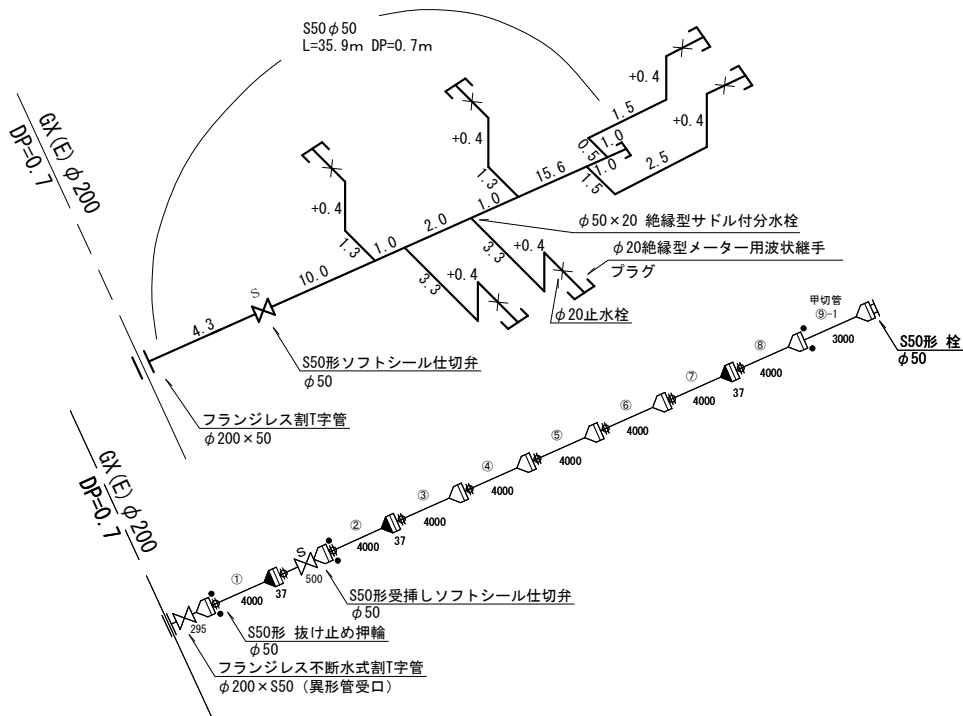 S50φ50
L=35.9m DP=0.7m
GX(E)φ200
DP=0.7
+0.4
1.5
+0.4
+0.4
+0.4
0.5
1.0
1.0
1.5
2.5
15.6
1.3
1.0
2.0
1.3
1.0
10.0
3.3
+0.4
3.3
+0.4
4.3
S
φ50×20 絶縁型サドル付分水栓
φ20絶縁型メーター用波状継手
プラグ
φ20止水栓
S50形ソフトシール仕切弁
φ50
フランジレス割T字管
φ200×50
甲切管
⑨-1
3000
S50形 栓
φ50
⑧
4000
37
⑦
4000
⑥
4000
⑤
4000
④
4000
③
4000
37
②
4000
S
500
37
①
4000
295
GX(E)φ200
DP=0.7
S50形受挿しソフトシール仕切弁
φ50
S50形 抜け止め押輪
φ50
フランジレス不断水式割T字管
φ200×S50（異形管受口）